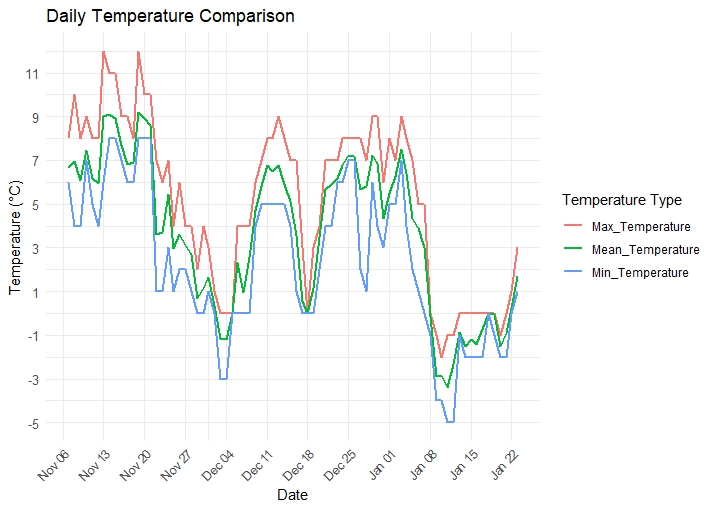 Daily Temperature Comparison
11
9
7
5
3
1
-1
-3
-5
Temperature (°C)
Nov 06
Nov 13
Nov 20
Nov 27
Dec 04
Dec 11
Dec 18
Dec 25
Jan 01
Jan 08
Jan 15
Jan 22
Date
Temperature Type
Max_Temperature
Mean_Temperature
Min_Temperature